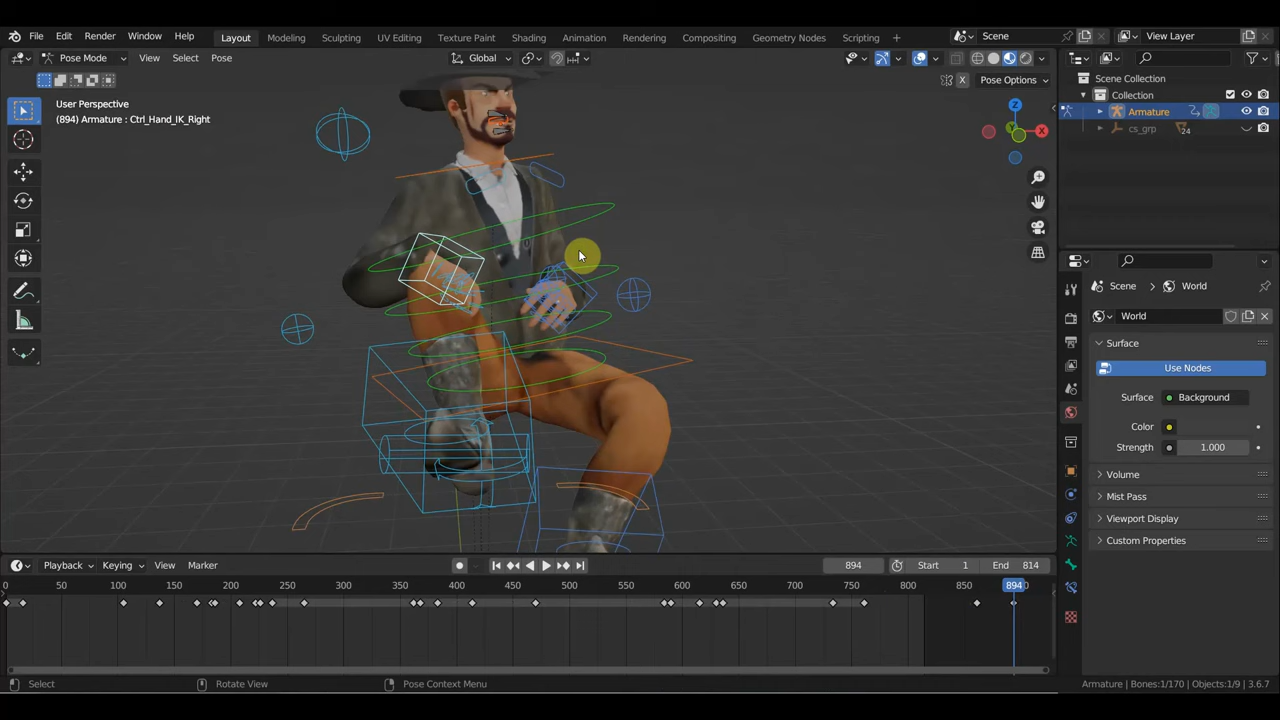 File Edit Render Window Help Layout Modeling Sculpting UV Editing Texture Paint Shading Animation Rendering Compositing Geometry Nodes Scripting Scene View Layer
Pose Mode View Select Pose Global
X Pose Options
User Perspective
(894) Armature : Ctrl_Hand_IK_Right
Z
X
Y
Scene Collection
Collection
Armature
cs_grp 24
Scene World
World
Surface
Use Nodes
Surface Background
Color
Strength 1.000
Volume
Mist Pass
Viewport Display
Custom Properties
Playback Keying View Marker 894 Start 1 End 814
0 50 100 150 200 250 300 350 400 450 500 550 600 650 700 750 800 850 894
Select Rotate View Pose Context Menu Armature | Bones:1/170 | Objects:1/9 | 3.6.7